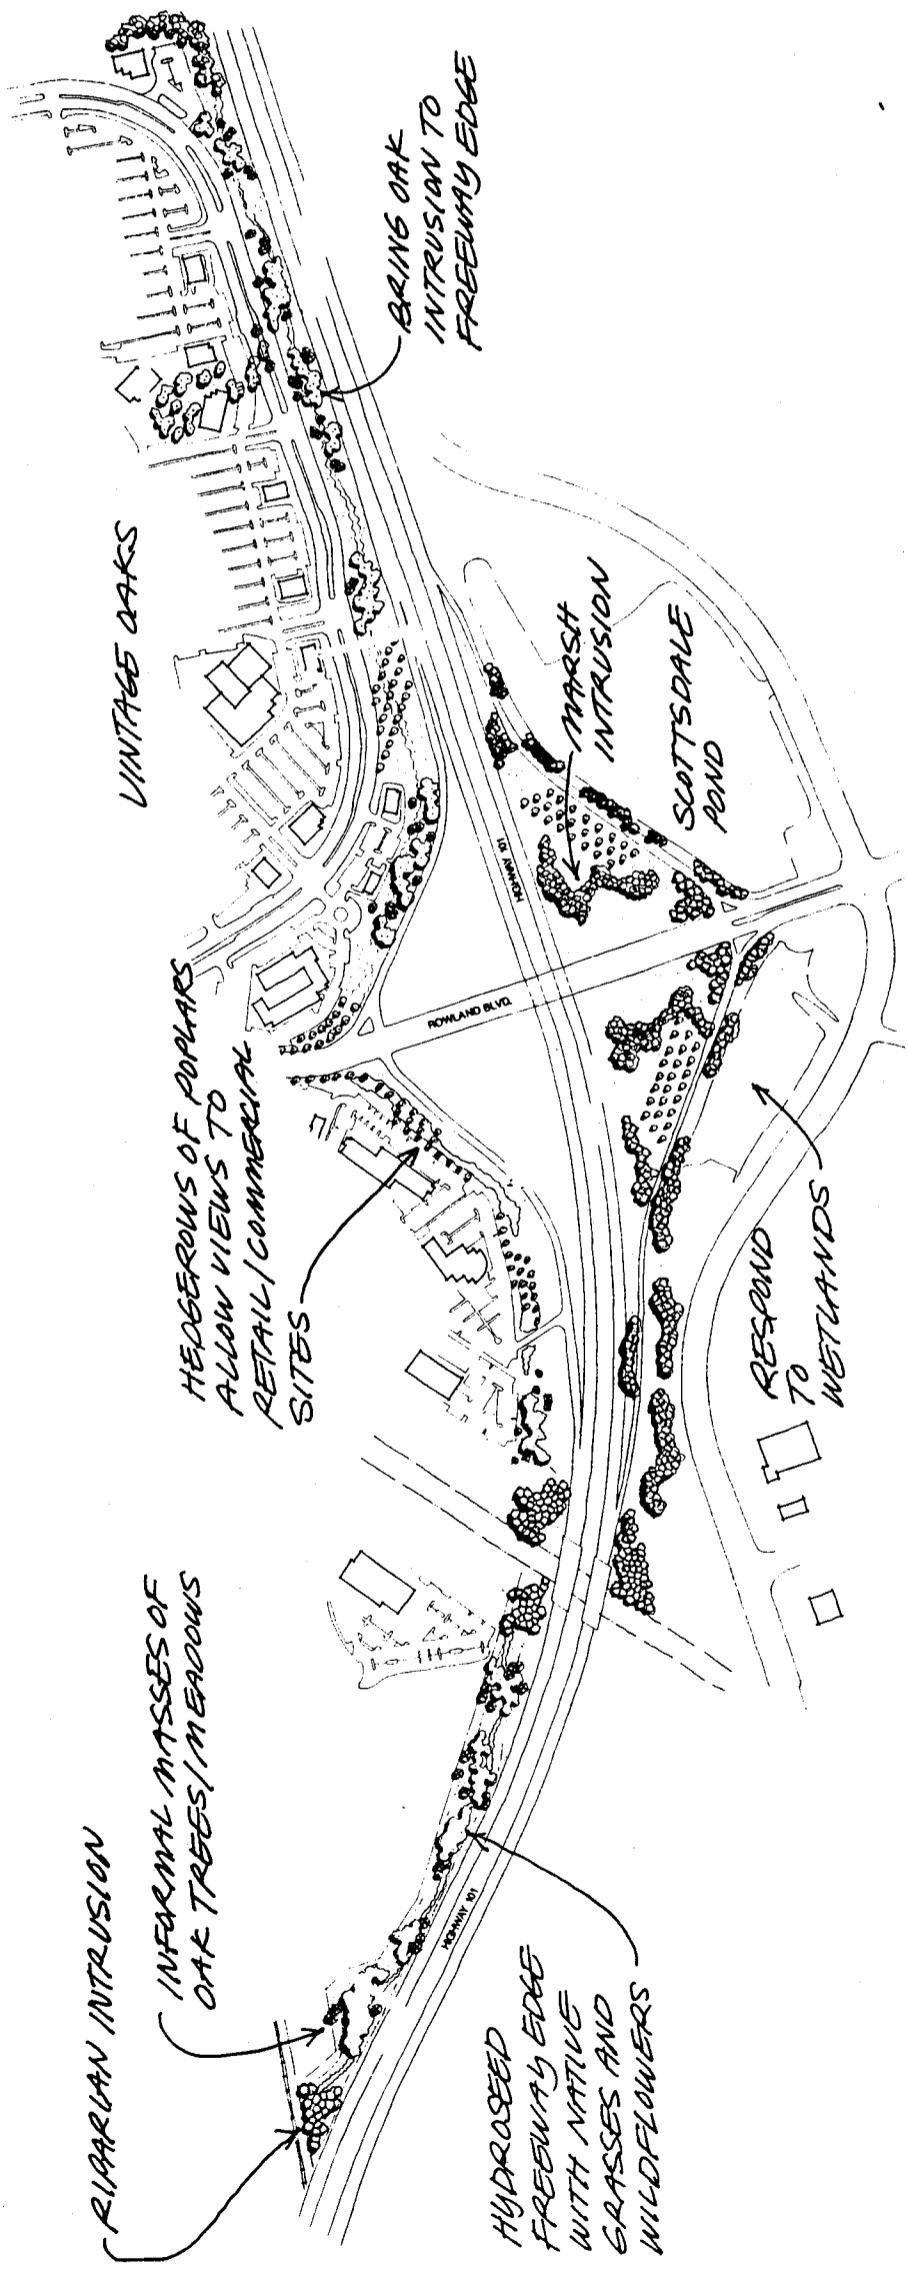 RIPARIAN INTRUSION
INFORMAL MASSES OF
OAK TREES/MEADOWS
HEDGEROWS OF POPLARS
ALLOW VIEWS TO
RETAIL/COMMERCIAL
SITES
VINTAGE OAKS
BRING OAK
INTRUSION TO
FREEWAY EDGE
HIGHWAY 101
ROWLAND BLVD.
HIGHWAY 101
MARSH
INTRUSION
SCOTTSDALE
POND
HYDROSEED
FREEWAY EDGE
WITH NATIVE
GRASSES AND
WILDFLOWERS
RESPOND
TO
WETLANDS